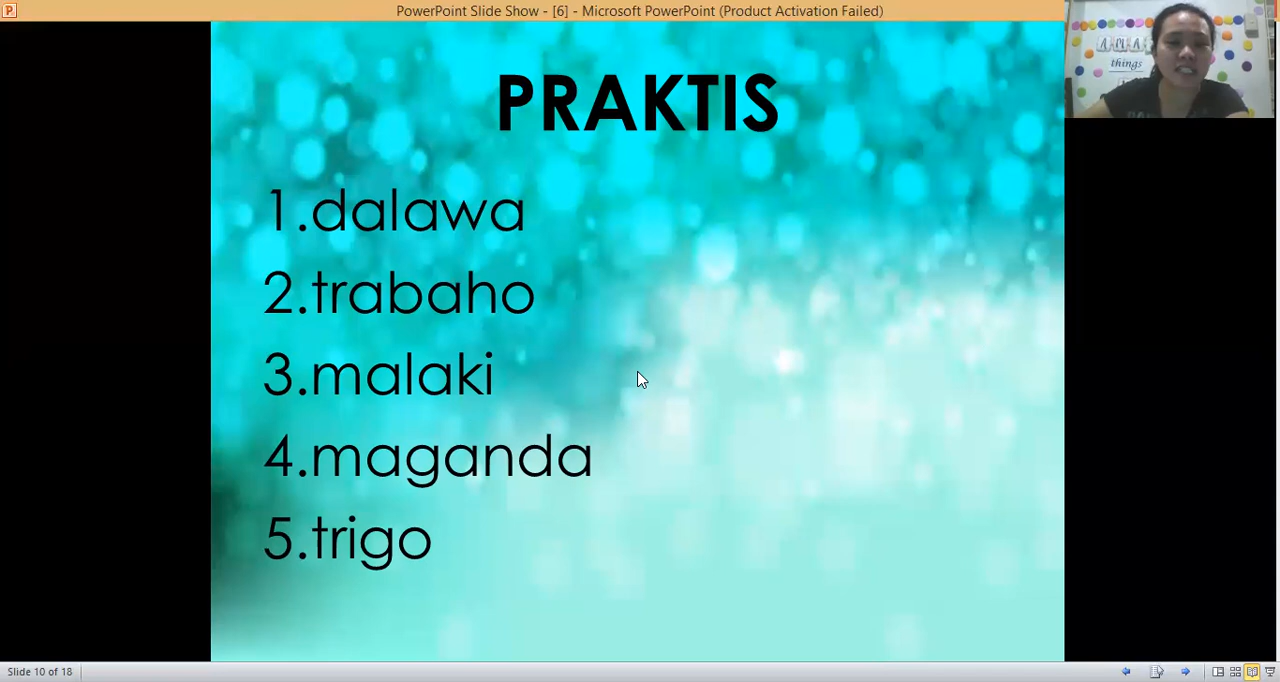 PowerPoint Slide Show - [6] - Microsoft PowerPoint (Product Activation Failed)
things
PRAKTIS
1.dalawa
2.trabaho
3.malaki
4.maganda
5.trigo
Slide 10 of 18